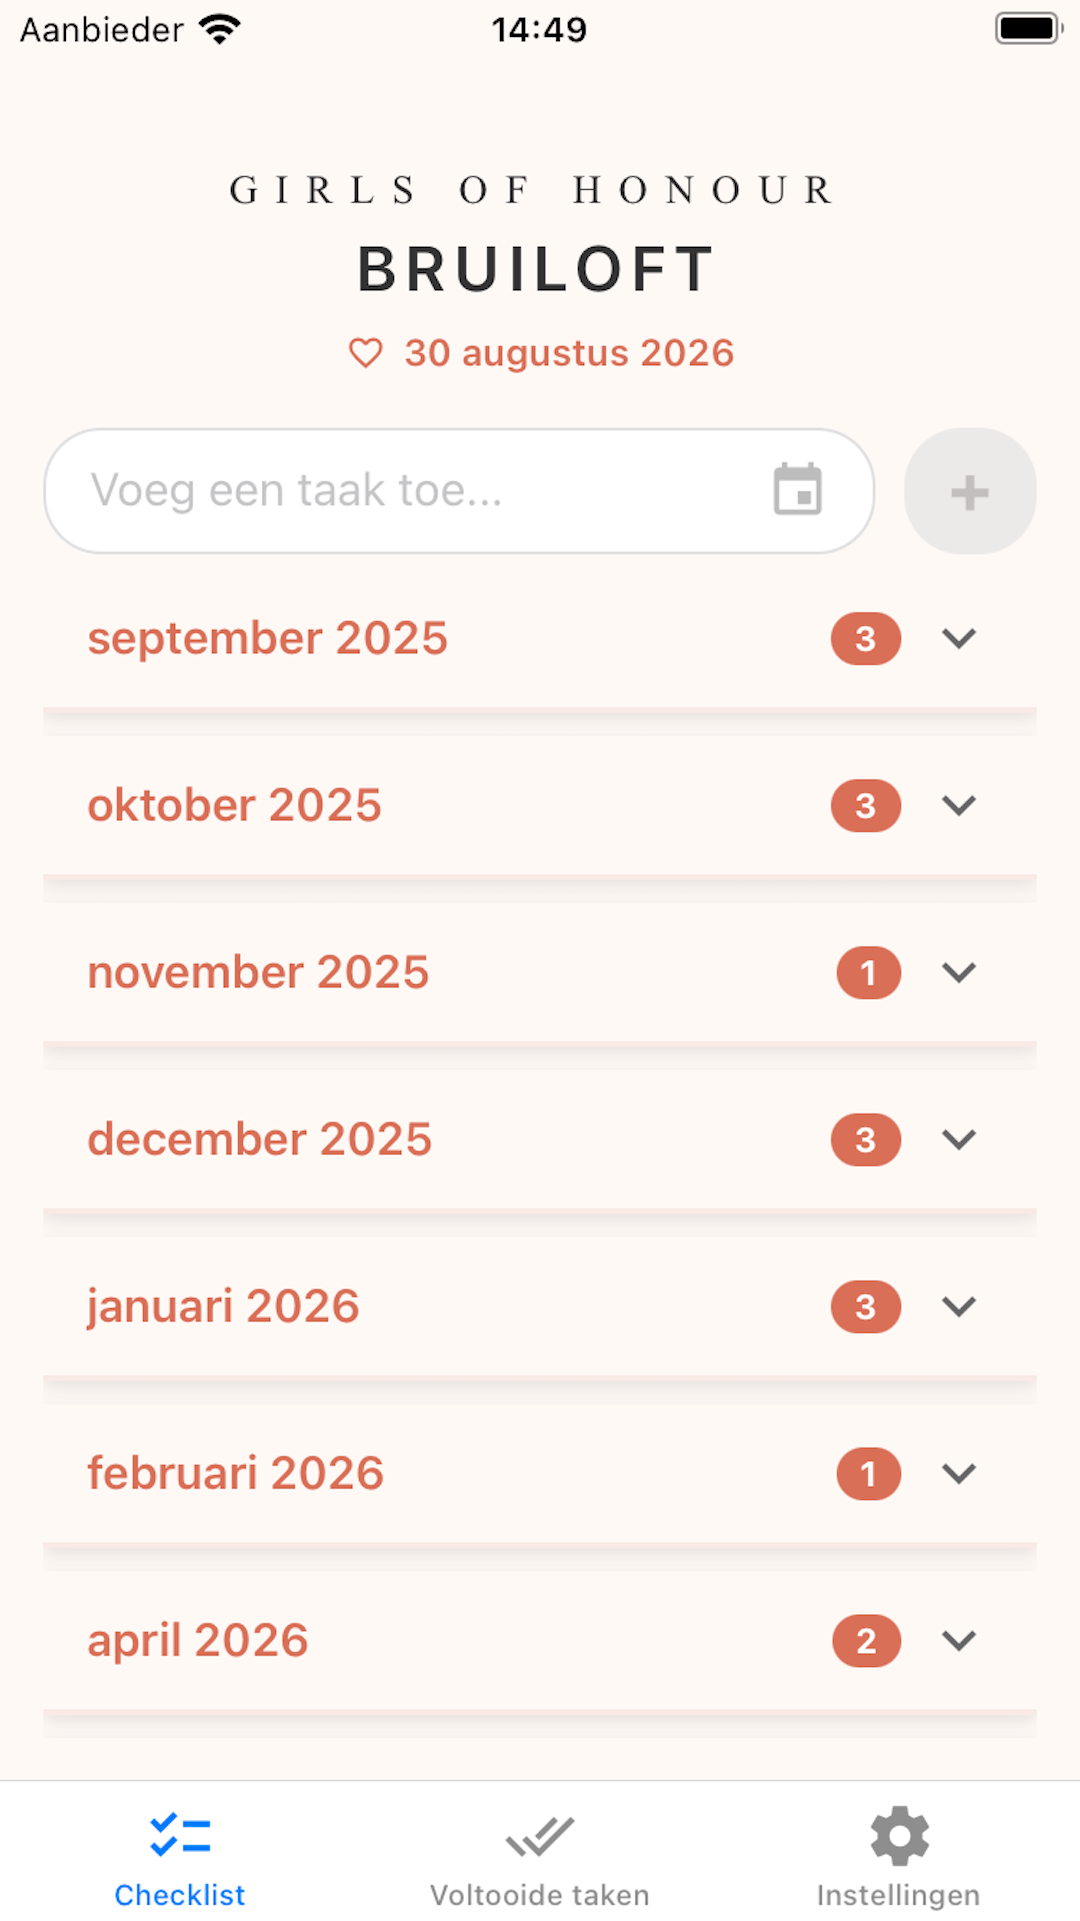 Aanbieder 14:49
GIRLS OF HONOUR
BRUILOFT
30 augustus 2026
Voeg een taak toe...
september 2025 3
oktober 2025 3
november 2025 1
december 2025 3
januari 2026 3
februari 2026 1
april 2026 2
Checklist Voltooide taken Instellingen